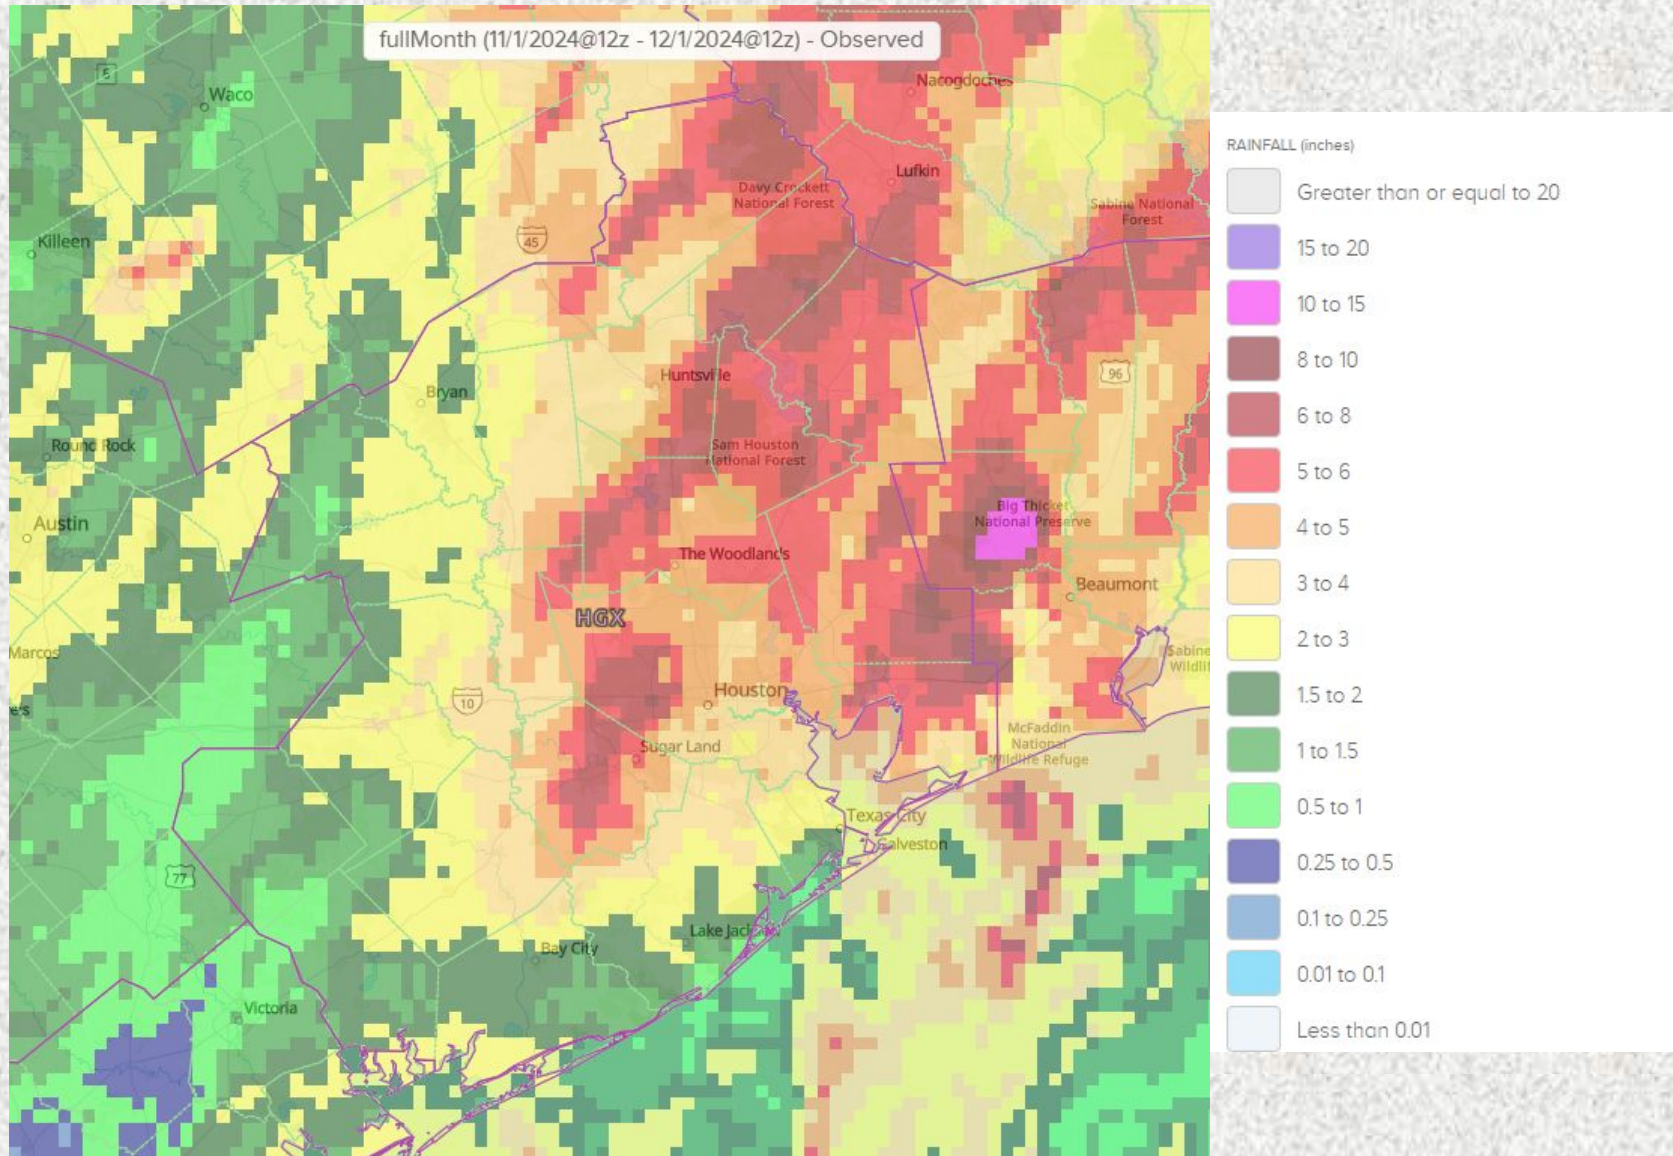 fullMonth (11/1/2024@12z - 12/1/2024@12z) - Observed
6
Waco
Nacogdoches
Lufkin
Davy Crockett
National Forest
Sabine National
Forest
Killeen
45
Huntsville
96
Bryan
Round Rock
Sam Houston
National Forest
Big Thicket
National Preserve
Austin
The Woodlands
Beaumont
HGX
Marcos
Sabine
Wildli
10
Houston
McFaddin
National
Wildlife Refuge
Sugar Land
Texas City
Galveston
77
Lake Jackson
Bay City
Victoria
RAINFALL (inches)
Greater than or equal to 20
15 to 20
10 to 15
8 to 10
6 to 8
5 to 6
4 to 5
3 to 4
2 to 3
1.5 to 2
1 to 1.5
0.5 to 1
0.25 to 0.5
0.1 to 0.25
0.01 to 0.1
Less than 0.01